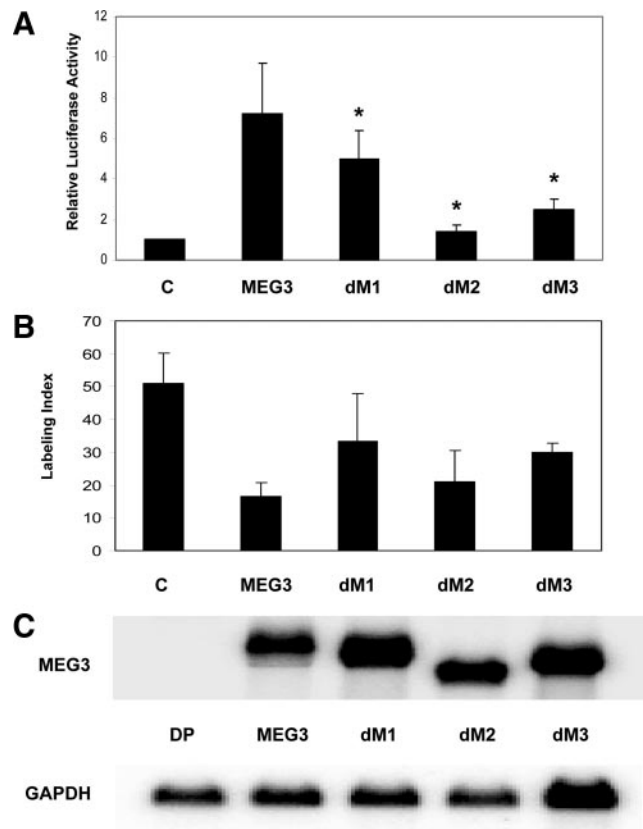 A
Relative Luciferase Activity
12
10
8
6
4
2
0
*
*
*
C MEG3 dM1 dM2 dM3
B
Labeling Index
70
60
50
40
30
20
10
0
C MEG3 dM1 dM2 dM3
C
MEG3
DP MEG3 dM1 dM2 dM3
GAPDH